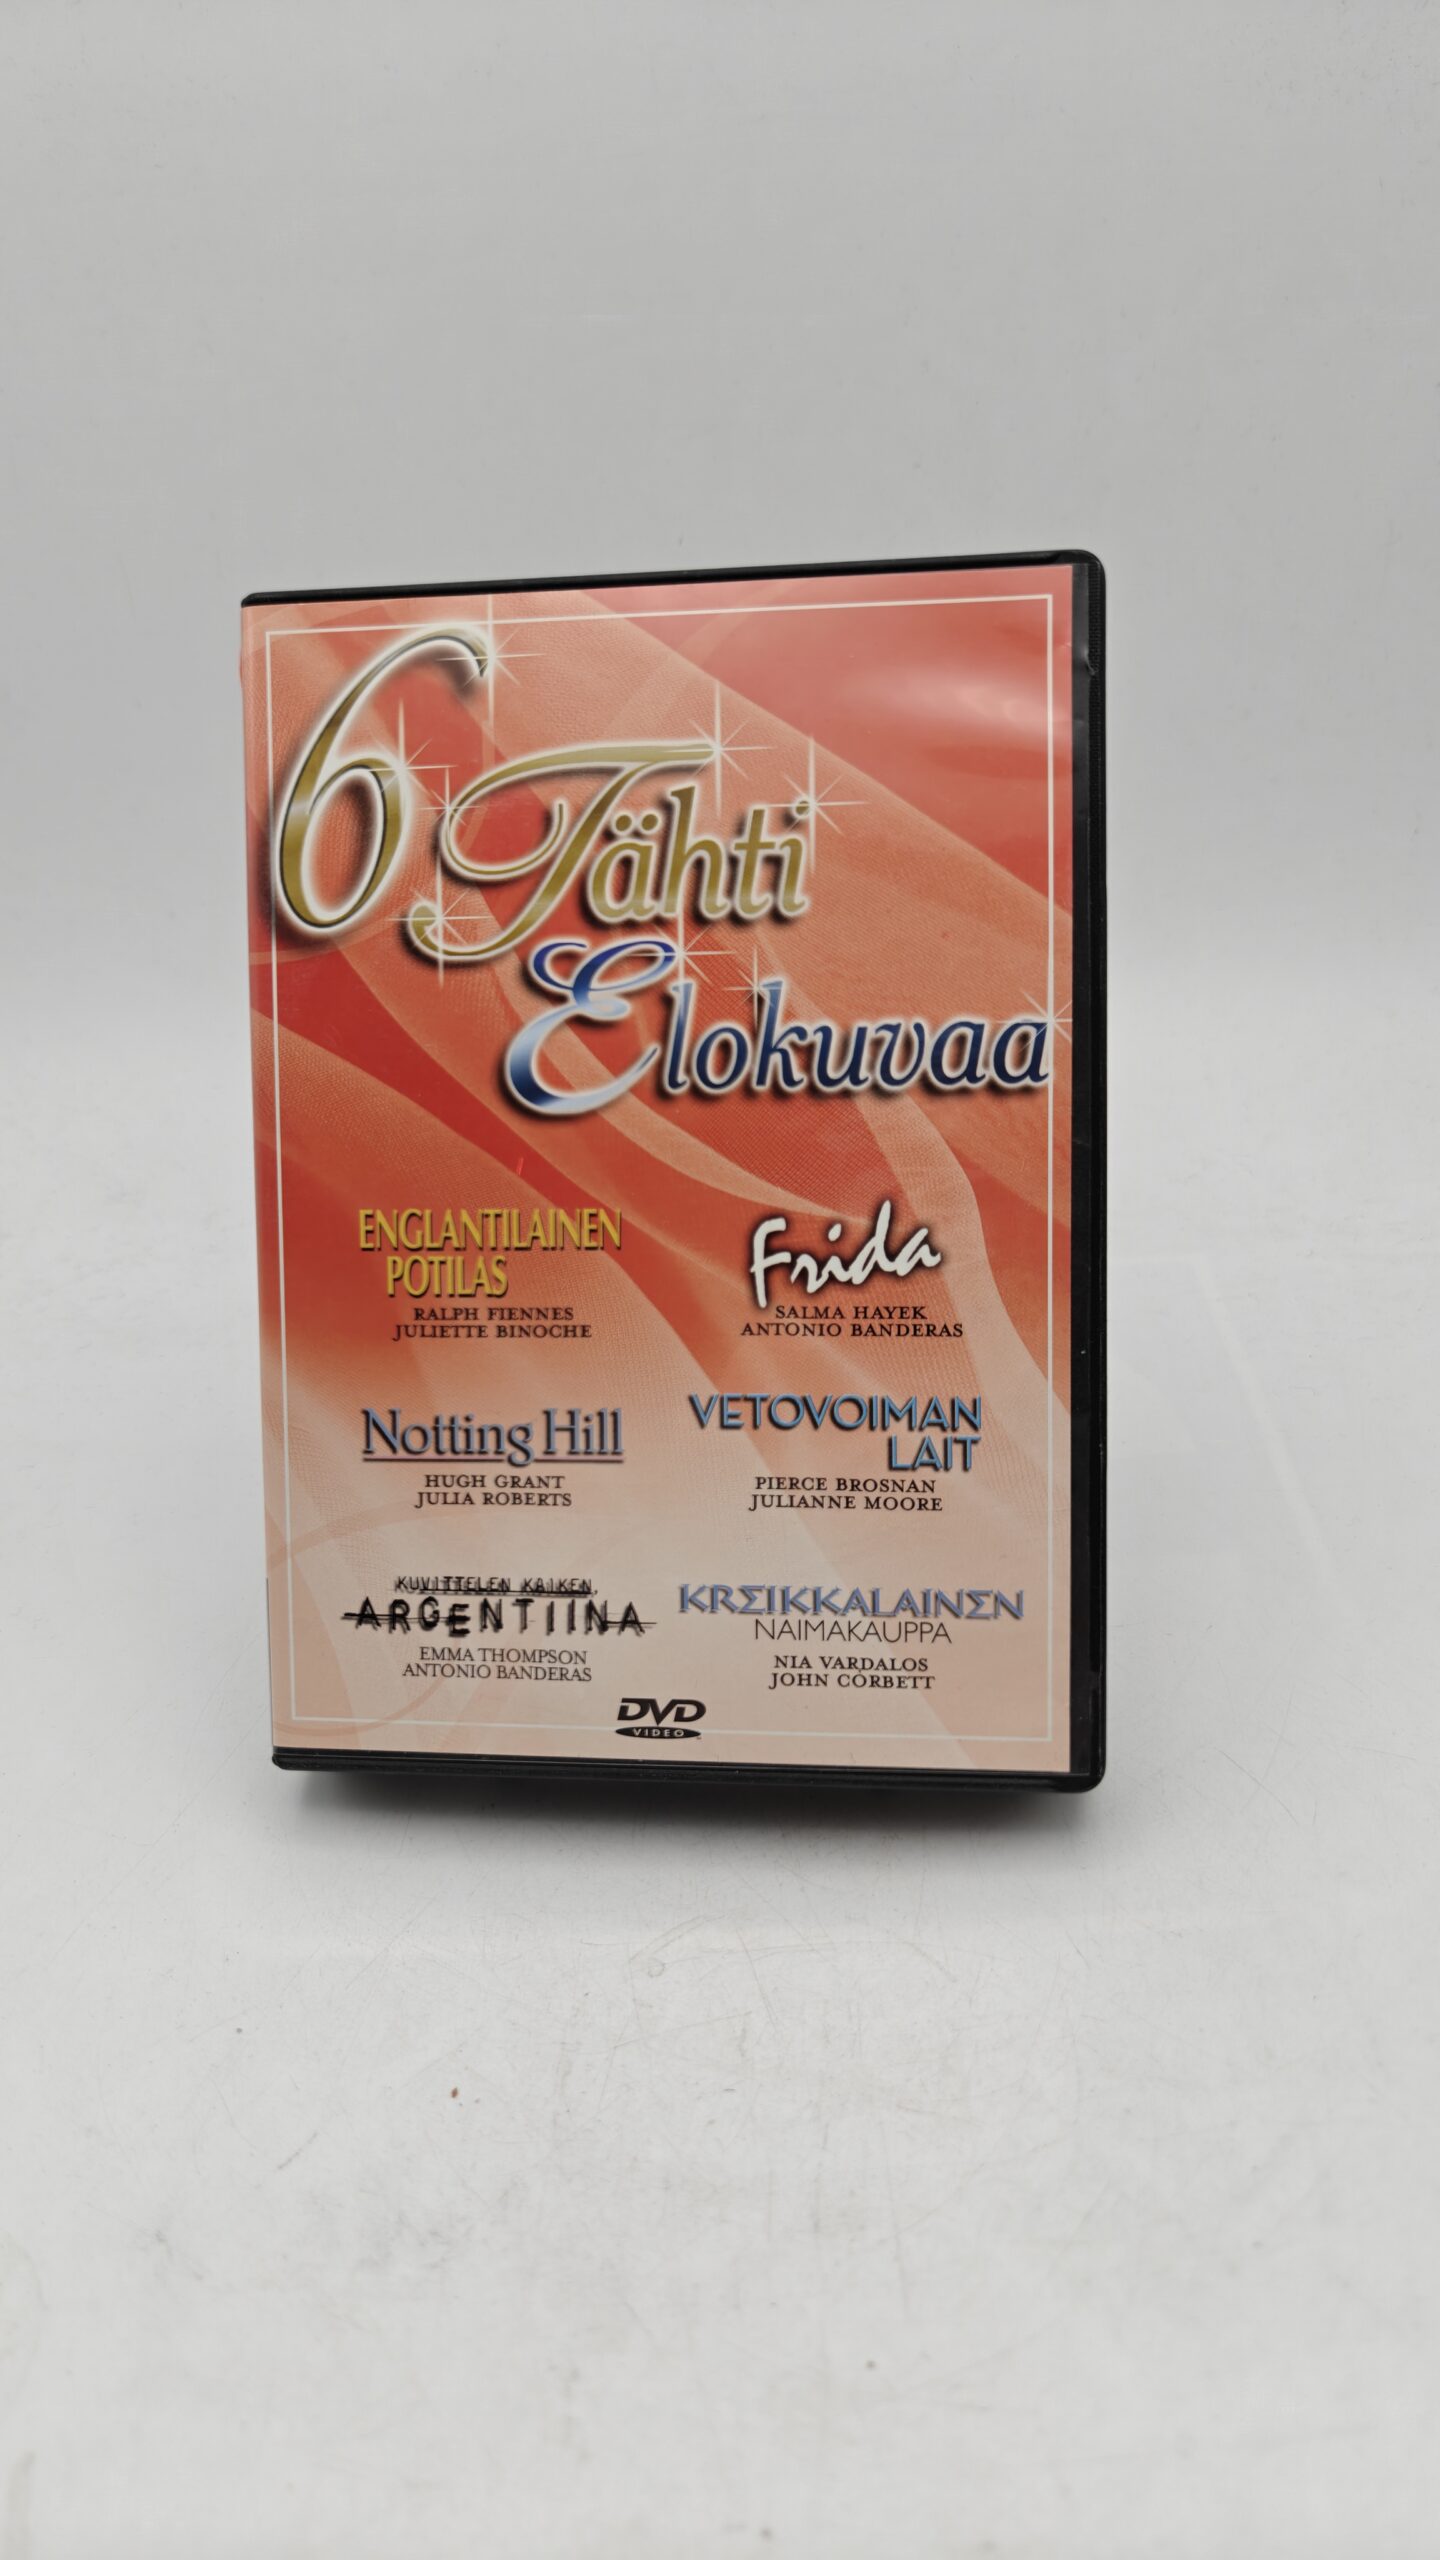 6 Tähti
Elokuvaa
ENGLANTILAINEN
POTILAS
RALPH FIENNES
JULIETTE BINOCHE
Frida
SALMA HAYEK
ANTONIO BANDERAS
Notting Hill
HUGH GRANT
JULIA ROBERTS
VETOVOIMAN
LAIT
PIERCE BROSNAN
JULIANNE MOORE
KUVITTELEN KAIKEN,
ARGENTIINA
EMMA THOMPSON
ANTONIO BANDERAS
KREIKKALAINEN
NAIMAKAUPPA
NIA VARDALOS
JOHN CORBETT
DVD
VIDEO